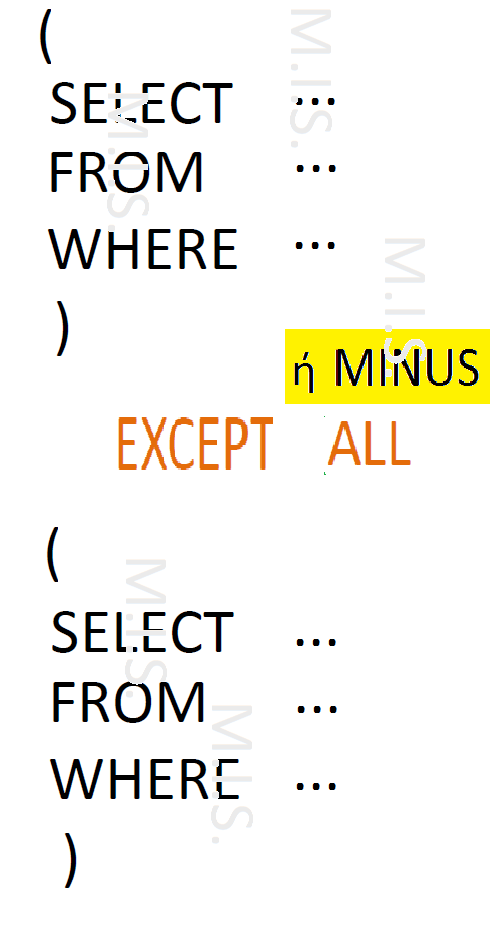 (
SELECT ...
FROM ...
WHERE ...
)
ή MINUS
EXCEPT ALL
(
SELECT ...
FROM ...
WHERE ...
)
M.I.S.
M.I.S.
M.I.S.
M.I.S.
M.I.S.